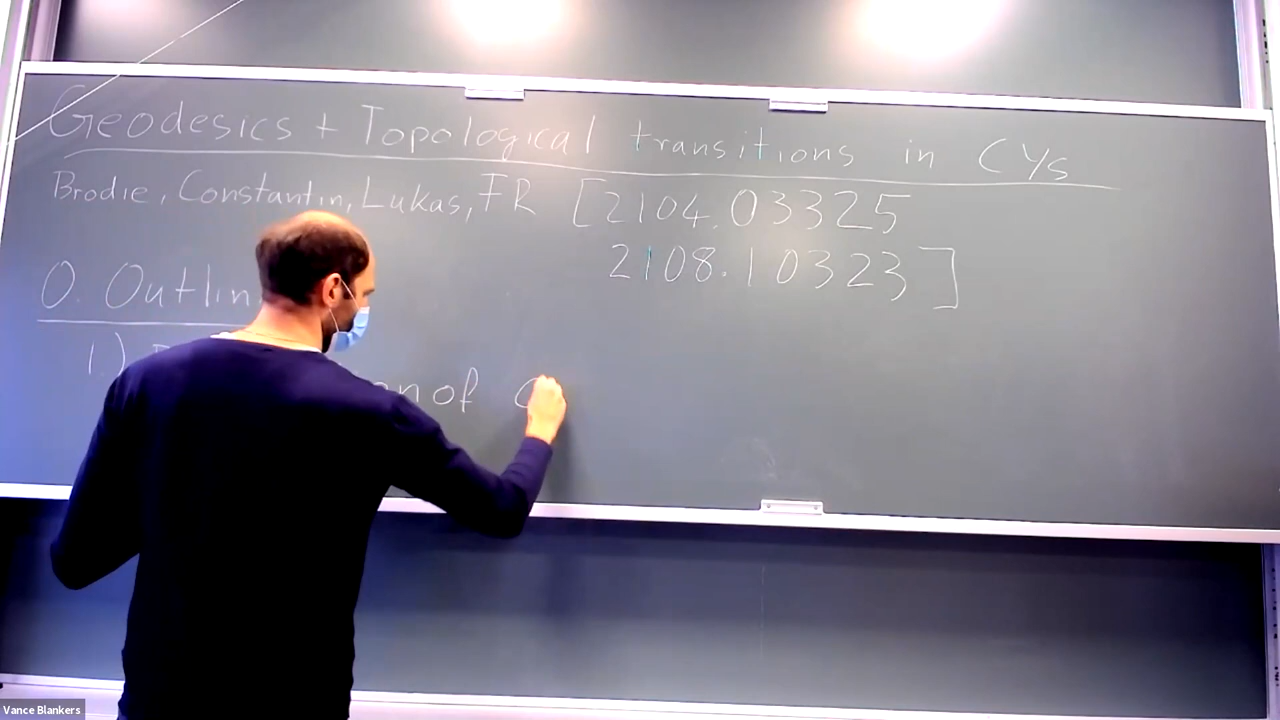 Geodesics + Topological transitions in CYs
Brodie, Constantin, Lukas, FR [2104.03325
2108.10323]
0. Outlin
1.)
of
Vance Blankers